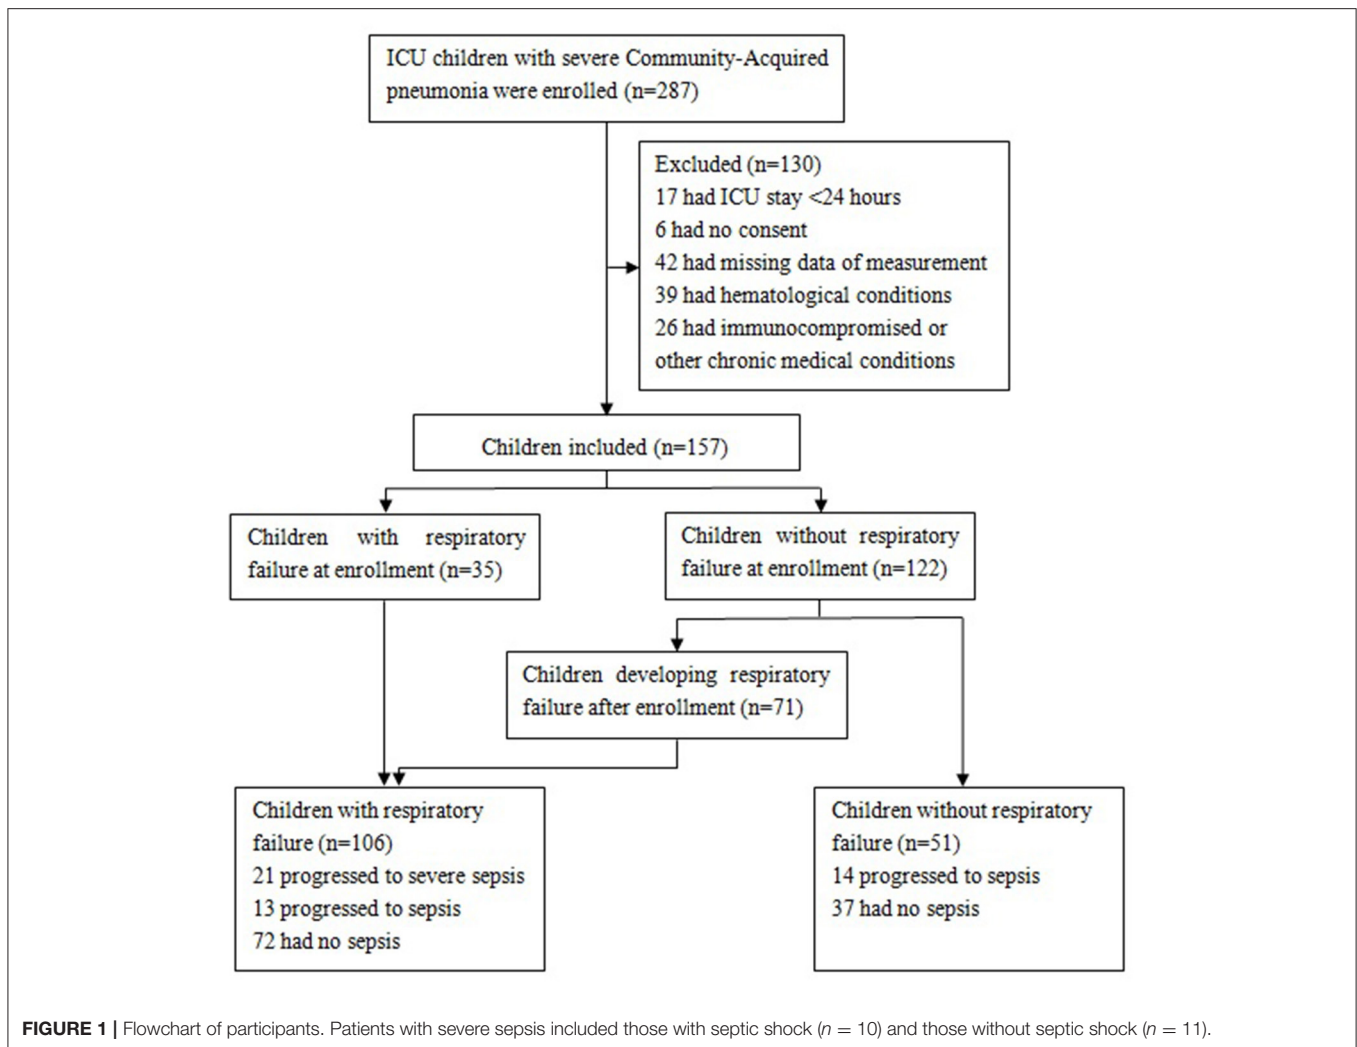 ICU children with severe Community-Acquired
pneumonia were enrolled (n=287)
Excluded (n=130)
17 had ICU stay <24 hours
6 had no consent
42 had missing data of measurement
39 had hematological conditions
26 had immunocompromised or
other chronic medical conditions
Children included (n=157)
Children with respiratory
failure at enrollment (n=35)
Children without respiratory
failure at enrollment (n=122)
Children developing respiratory
failure after enrollment (n=71)
Children with respiratory
failure (n=106)
21 progressed to severe sepsis
13 progressed to sepsis
72 had no sepsis
Children without respiratory
failure (n=51)
14 progressed to sepsis
37 had no sepsis
FIGURE 1 | Flowchart of participants. Patients with severe sepsis included those with septic shock (n = 10) and those without septic shock (n = 11).